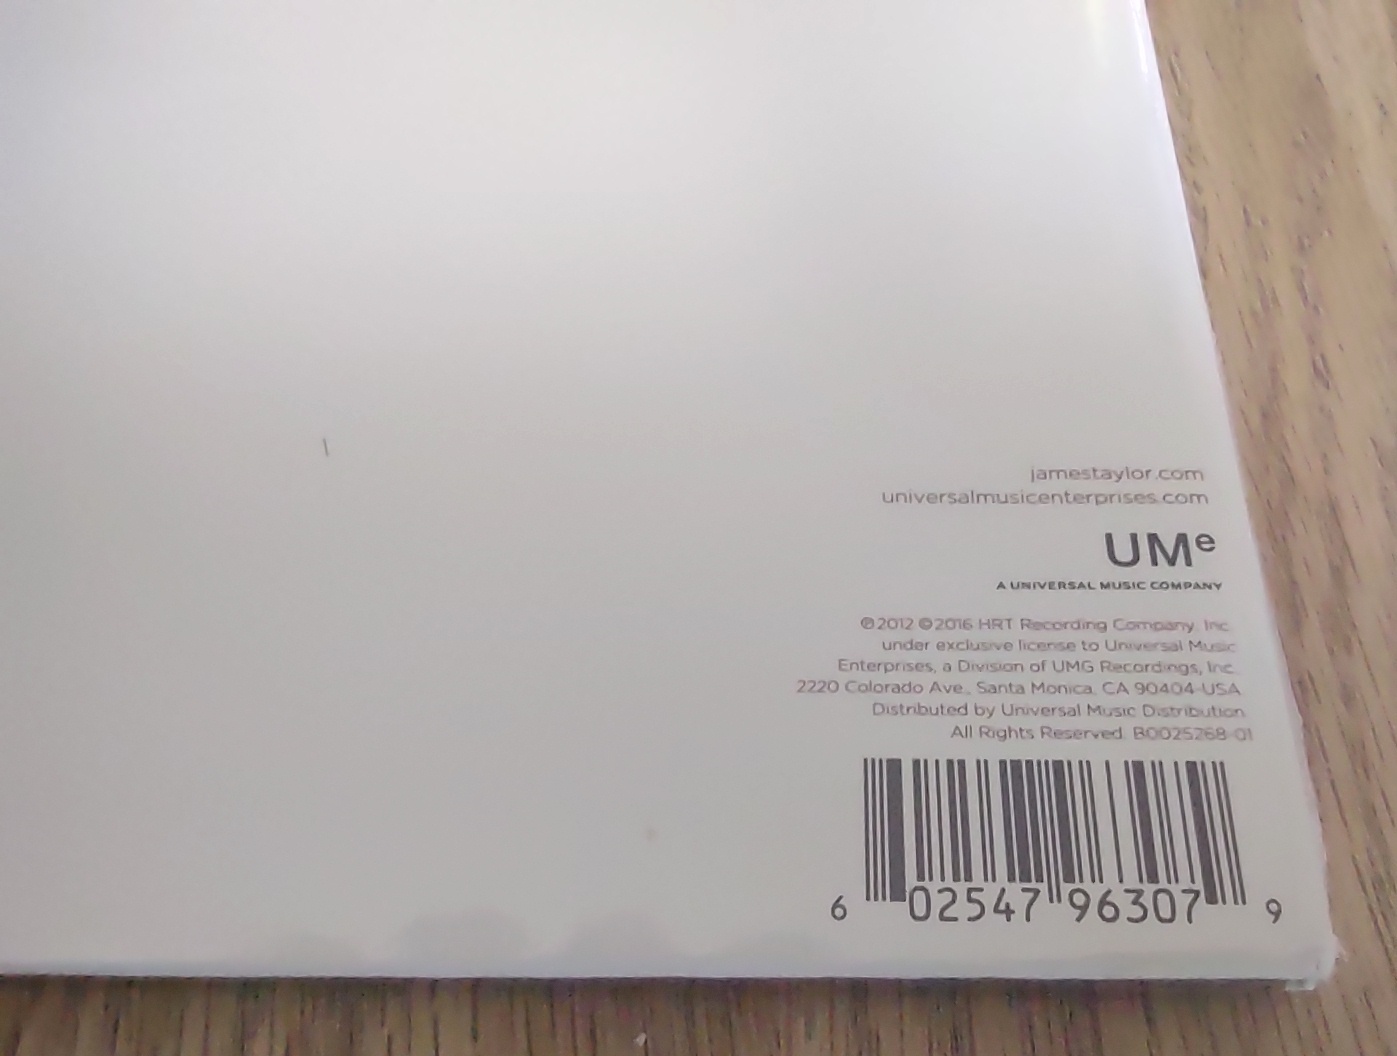 jamestaylor.com
universalmusicenterprises.com
UMe
A UNIVERSAL MUSIC COMPANY
℗2012 ©2016 HRT Recording Company, Inc.
under exclusive license to Universal Music
Enterprises, a Division of UMG Recordings, Inc.
2220 Colorado Ave., Santa Monica, CA 90404-USA
Distributed by Universal Music Distribution.
All Rights Reserved. B0025268-01
6 02547 96307 9